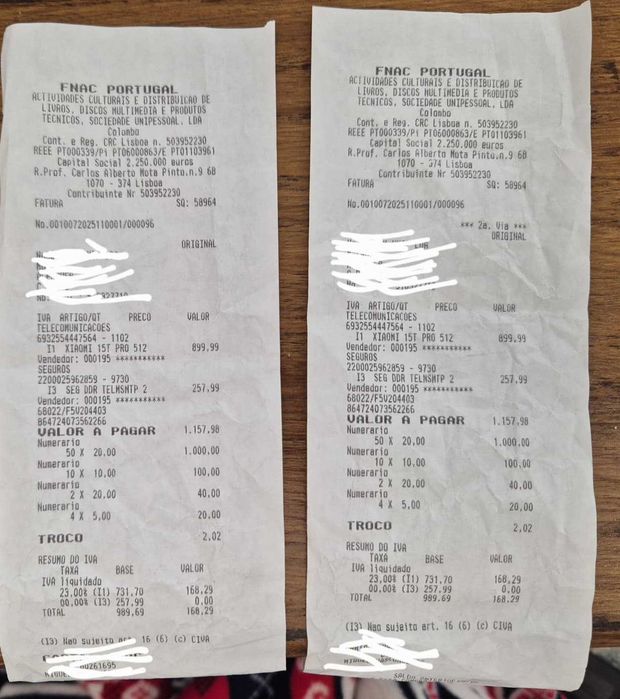 FNAC PORTUGAL
ACTIVIDADES CULTURAIS E DISTRIBUICAO DE
LIVROS, DISCOS MULTIMEDIA E PRODUTOS
TECNICOS, SOCIEDADE UNIPESSOAL, LDA
Colombo
Cont. e Reg. CRC Lisboa n. 503952230
REEE PT000339/Pi PT06000863/E PT01103961
Capital Social 2.250.000 euros
R.Prof. Carlos Alberto Mota Pinto,n.9 6B
1070 - 374 Lisboa
Contribuinte Nr 503952230
FATURA SQ: 58964
No.0010072025110001/000096
ORIGINAL
IVA ARTIGO/QT PRECO VALOR
TELECOMUNICACOES
6932554447564 - 1102
I1 XIAOMI 15T PRO 512 899,99
Vendedor: 000195 ***********
SEGUROS
2200025962859 - 9730
I3 SEG DDR TELMSMTP 2 257,99
Vendedor: 000195 ***********
68022/F5V204403
864724073562266
VALOR A PAGAR 1.157,98
Numerario
50 X 20,00 1.000,00
Numerario
10 X 10,00 100,00
Numerario
2 X 20,00 40,00
Numerario
4 X 5,00 20,00
TROCO 2,02
RESUMO DO IVA
TAXA BASE VALOR
IVA liquidado
23,00% (I1) 731,70 168,29
00,00% (I3) 257,99 0,00
TOTAL 989,69 168,29
(I3) Nao sujeito art. 16 (6) (c) CIVA
FNAC PORTUGAL
ACTIVIDADES CULTURAIS E DISTRIBUICAO DE
LIVROS, DISCOS MULTIMEDIA E PRODUTOS
TECNICOS, SOCIEDADE UNIPESSOAL, LDA
Colombo
Cont. e Reg. CRC Lisboa n. 503952230
REEE PT000339/Pi PT06000863/E PT01103961
Capital Social 2.250.000 euros
R.Prof. Carlos Alberto Mota Pinto,n.9 6B
1070 - 374 Lisboa
Contribuinte Nr 503952230
FATURA SQ: 58964
No.0010072025110001/000096
*** 2a. Via ***
ORIGINAL
IVA ARTIGO/QT PRECO VALOR
TELECOMUNICACOES
6932554447564 - 1102
I1 XIAOMI 15T PRO 512 899,99
Vendedor: 000195 ***********
SEGUROS
2200025962859 - 9730
I3 SEG DDR TELMSMTP 2 257,99
Vendedor: 000195 ***********
68022/F5V204403
864724073562266
VALOR A PAGAR 1.157,98
Numerario
50 X 20,00 1.000,00
Numerario
10 X 10,00 100,00
Numerario
2 X 20,00 40,00
Numerario
4 X 5,00 20,00
TROCO 2,02
RESUMO DO IVA
TAXA BASE VALOR
IVA liquidado
23,00% (I1) 731,70 168,29
00,00% (I3) 257,99 0,00
TOTAL 989,69 168,29
(I3) Nao sujeito art. 16 (6) (c) CIVA